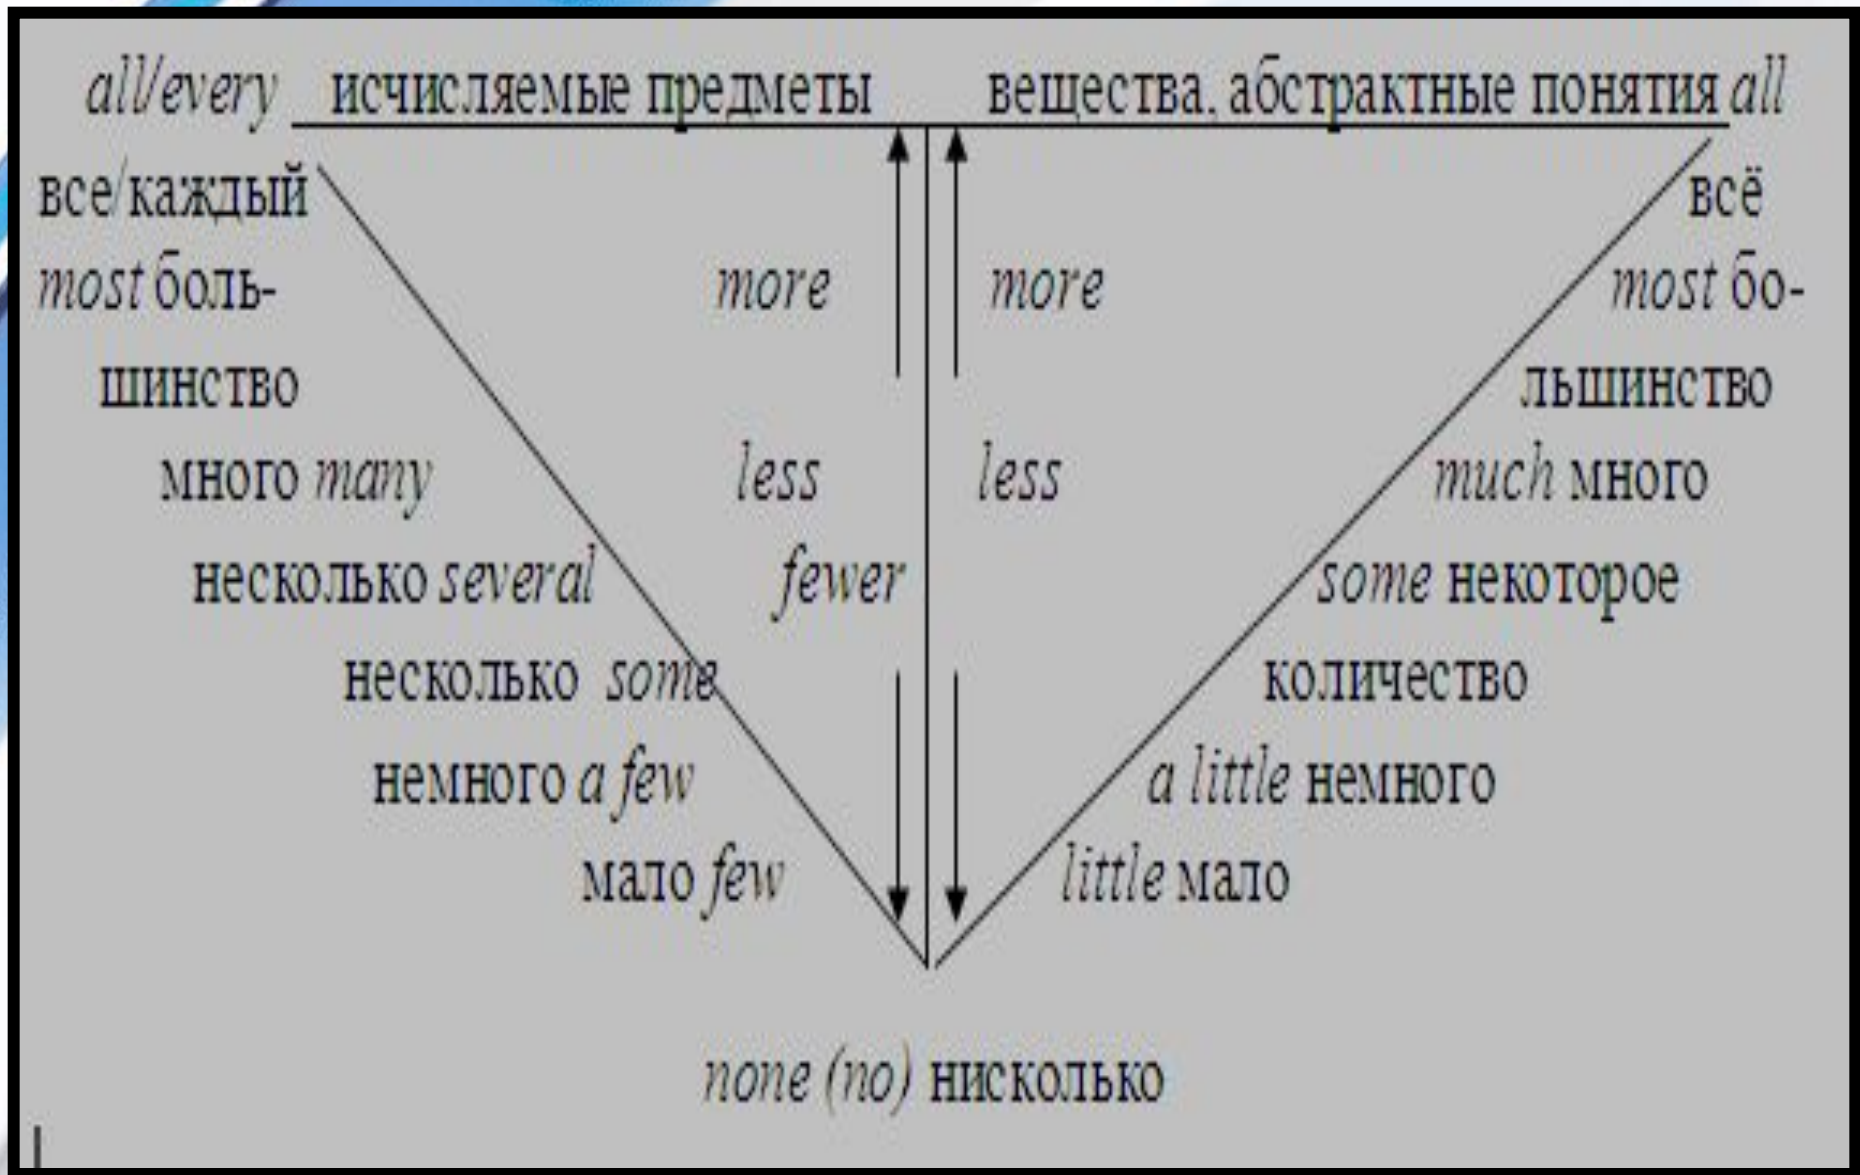 all/every исчисляемые предметы вещества, абстрактные понятия all
все/каждый всё
most боль- more more most бо-
шинство льшинство
много many less less much много
несколько several fewer some некоторое
несколько some количество
немного a few a little немного
мало few little мало
none (no) нисколько